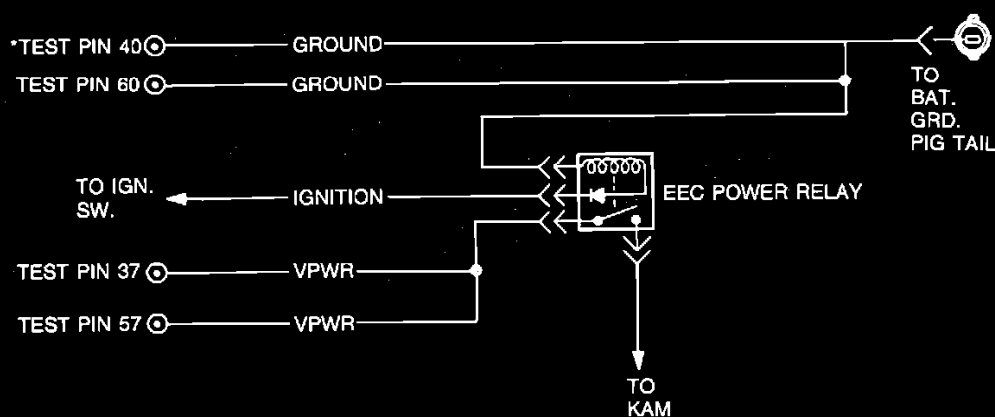 *TEST PIN 40 GROUND
TEST PIN 60 GROUND
TO
BAT.
GRD.
PIG TAIL
TO IGN.
SW.
IGNITION
EEC POWER RELAY
TEST PIN 37 VPWR
TEST PIN 57 VPWR
TO
KAM